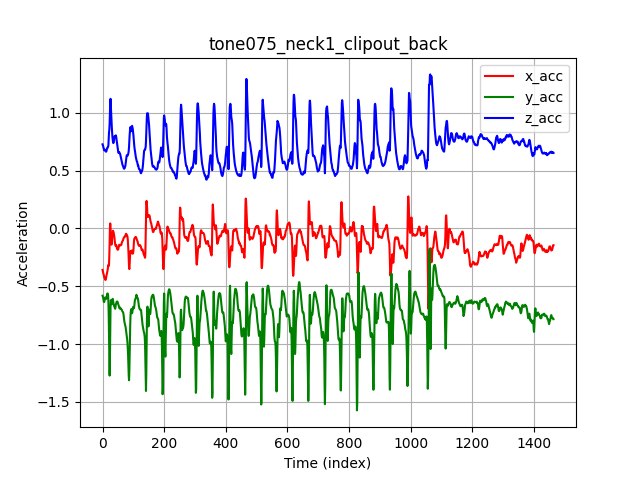 tone075_neck1_clipout_back
x_acc
y_acc
z_acc
Acceleration
1.0
0.5
0.0
−0.5
−1.0
−1.5
0 200 400 600 800 1000 1200 1400
Time (index)